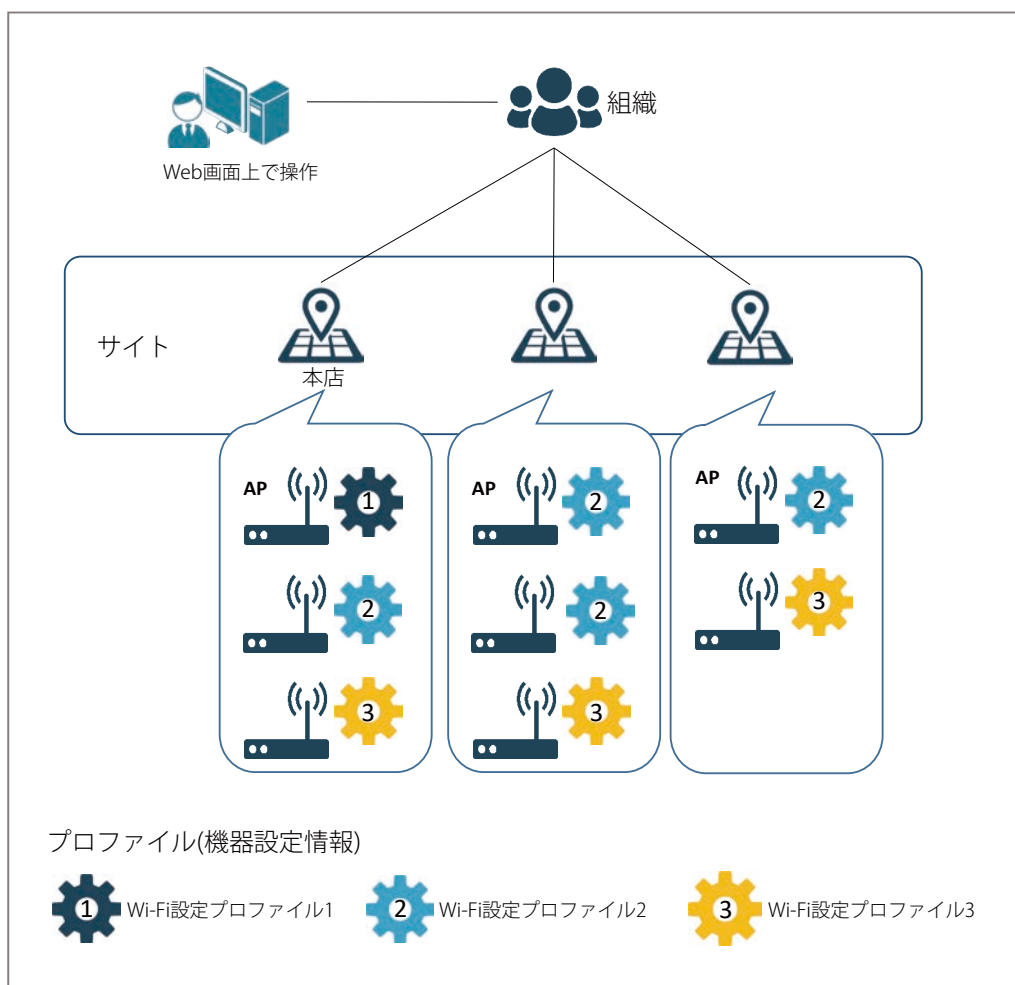 組織
Web画面上で操作
サイト
本店
AP
1
AP
2
AP
2
2
2
3
3
3
プロファイル(機器設定情報)
1 Wi-Fi設定プロファイル1
2 Wi-Fi設定プロファイル2
3 Wi-Fi設定プロファイル3